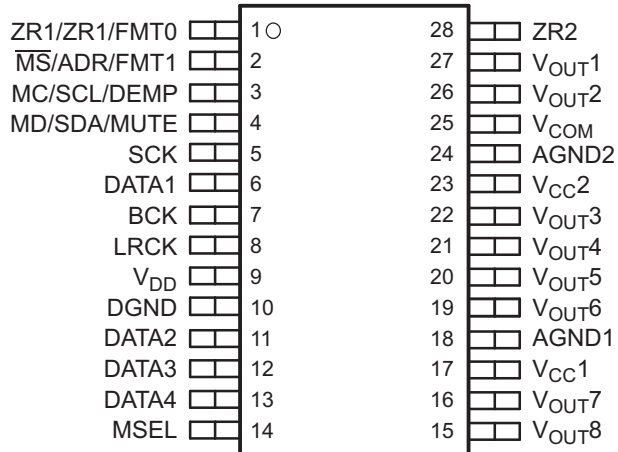 ZR1/ZR1/FMT0 1 28 ZR2
MS/ADR/FMT1 2 27 VOUT1
MC/SCL/DEMP 3 26 VOUT2
MD/SDA/MUTE 4 25 VCOM
SCK 5 24 AGND2
DATA1 6 23 VCC2
BCK 7 22 VOUT3
LRCK 8 21 VOUT4
VDD 9 20 VOUT5
DGND 10 19 VOUT6
DATA2 11 18 AGND1
DATA3 12 17 VCC1
DATA4 13 16 VOUT7
MSEL 14 15 VOUT8